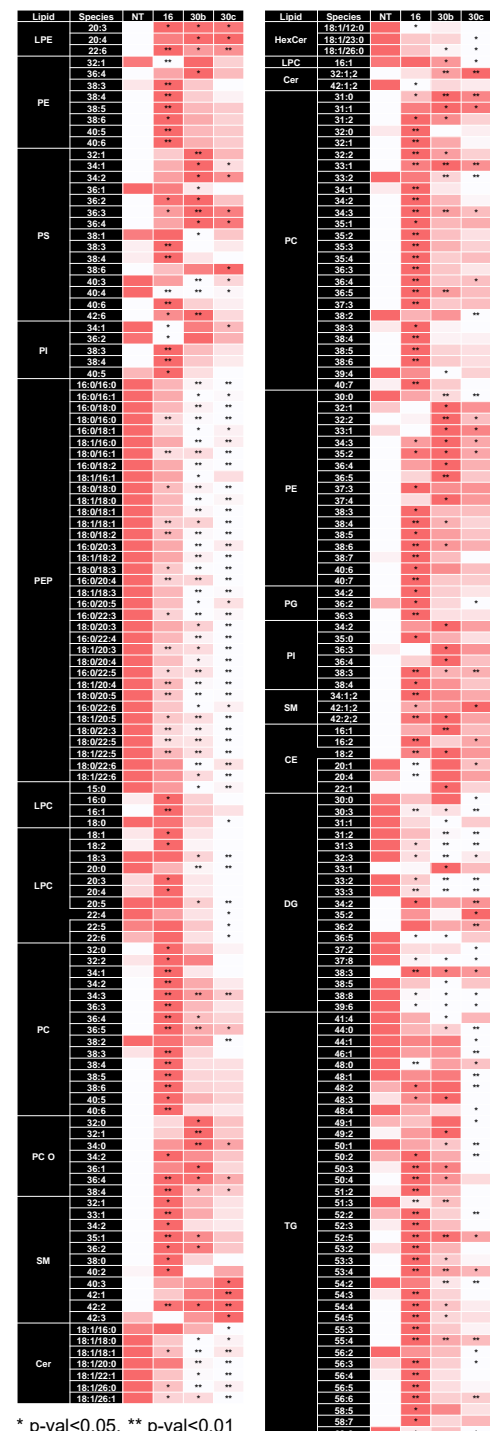 Lipid Species NT 16 30b 30c
20:3 * * *
LPE 20:4 * *
22:6 ** * **
32:1 **
36:4 *
38:3 **
PE 38:4 **
38:5 **
38:6 *
40:5 **
40:6 **
32:1 **
34:1 * *
34:2 * *
36:1 *
36:2 * *
36:3 * ** *
36:4 * *
PS 38:1 *
38:3 **
38:4 **
38:6 *
40:3 ** *
40:4 ** ** *
40:6 **
42:6 * **
34:1 * *
36:2 *
PI 38:3 **
38:4 **
40:5 *
16:0/16:0 ** **
16:0/16:1 * *
16:0/18:0 ** **
18:0/16:0 ** ** **
16:0/18:1 * *
18:1/16:0 ** **
18:0/16:1 ** ** **
16:0/18:2 ** **
18:1/16:1 *
18:0/18:0 * ** **
18:1/18:0 ** **
18:0/18:1 ** **
18:1/18:1 ** * **
18:0/18:2 ** ** **
16:0/20:3 ** **
18:1/18:2 ** **
PEP 18:0/18:3 * ** **
16:0/20:4 ** ** **
18:1/18:3 ** **
16:0/20:5 * *
16:0/22:3 * ** **
18:0/20:3 * **
16:0/22:4 ** **
18:1/20:3 ** * **
18:0/20:4 * **
16:0/22:5 * ** **
18:1/20:4 ** ** **
18:0/20:5 ** ** **
16:0/22:6 * *
18:1/20:5 * ** **
18:0/22:3 ** ** **
18:0/22:5 ** ** **
18:1/22:5 ** ** **
18:0/22:6 ** **
18:1/22:6 * **
15:0 * **
LPC 16:0 *
16:1 **
18:0 *
18:1 *
18:2 *
18:3 * **
20:0 ** **
LPC 20:3 *
20:4 *
20:5 * **
22:4 *
22:5 *
22:6 *
32:0 *
32:2 *
34:1 **
34:2 **
34:3 ** ** **
36:3 **
36:4 ** *
PC 36:5 ** ** *
38:2 **
38:3 **
38:4 **
38:5 **
38:6 **
40:5 *
40:6 **
32:0 *
32:1 **
34:0 ** *
PC O 34:2 *
36:1 *
36:4 ** * *
38:4 ** * *
32:1 *
33:1 **
34:2 *
35:1 ** *
36:2 * *
SM 38:0 *
40:2 *
40:3 *
42:1 **
42:2 ** * **
42:3 *
18:1/16:0 *
18:1/18:0 * *
18:1/18:1 * ** **
Cer 18:1/20:0 ** **
18:1/22:1 * **
18:1/26:0 * ** **
18:1/26:1 * * *
* p-val<0.05, ** p-val<0.01
Lipid Species NT 16 30b 30c
18:1/12:0 *
HexCer 18:1/23:0 *
18:1/26:0 * *
LPC 16:1 * *
Cer 32:1;2 ** **
42:1;2 *
31:0 * ** **
31:1 * *
31:2 * *
32:0 **
32:1 **
32:2 ** *
33:1 ** ** **
33:2 ** **
34:1 **
34:2 **
34:3 ** ** *
35:1 *
PC 35:2 **
35:3 **
35:4 **
36:3 **
36:4 ** *
36:5 ** **
37:3 **
38:2 **
38:3 *
38:4 **
38:5 **
38:6 **
39:4 *
40:7 **
30:0 ** **
32:1 *
32:2 ** *
33:1 * *
34:3 * * *
35:2 * * *
36:4 *
36:5 **
PE 37:3 *
37:4 *
38:3 *
38:4 ** *
38:5 *
38:6 ** *
38:7 **
40:6 *
40:7 **
34:2 *
PG 36:2 * *
36:3 **
34:2 *
35:0 *
PI 36:3 *
36:4 *
38:3 ** * **
38:4 *
34:1;2 **
SM 42:1;2 * *
42:2;2 ** *
16:1 **
16:2 ** *
CE 18:2 ** *
20:1 ** *
20:4 **
22:1 *
30:0 *
30:3 ** * **
31:1 *
31:2 ** **
31:3 * ** **
32:3 * ** *
33:1 *
33:2 * ** **
33:3 ** ** **
DG 34:2 * **
35:2 *
36:2 **
36:5 * *
37:2 *
37:8 * * *
38:3 ** * *
38:5 *
38:8 * * *
39:6 * * *
41:4 *
44:0 * **
44:1 *
46:1 **
48:0 ** *
48:1 **
48:2 * **
48:3 * *
48:4 *
49:1 *
49:2 *
50:1 * **
50:2 * **
50:3 ** *
50:4 ** *
51:2 **
51:3 ** **
52:2 ** **
TG 52:3 **
52:5 ** ** *
53:2 **
53:3 ** *
53:4 ** ** *
54:2 ** **
54:3 **
54:4 ** *
54:5 ** *
55:3 **
55:4 ** ** **
56:2 *
56:3 ** *
56:4 **
56:5 **
56:6 ** **
58:5 *
58:7 *